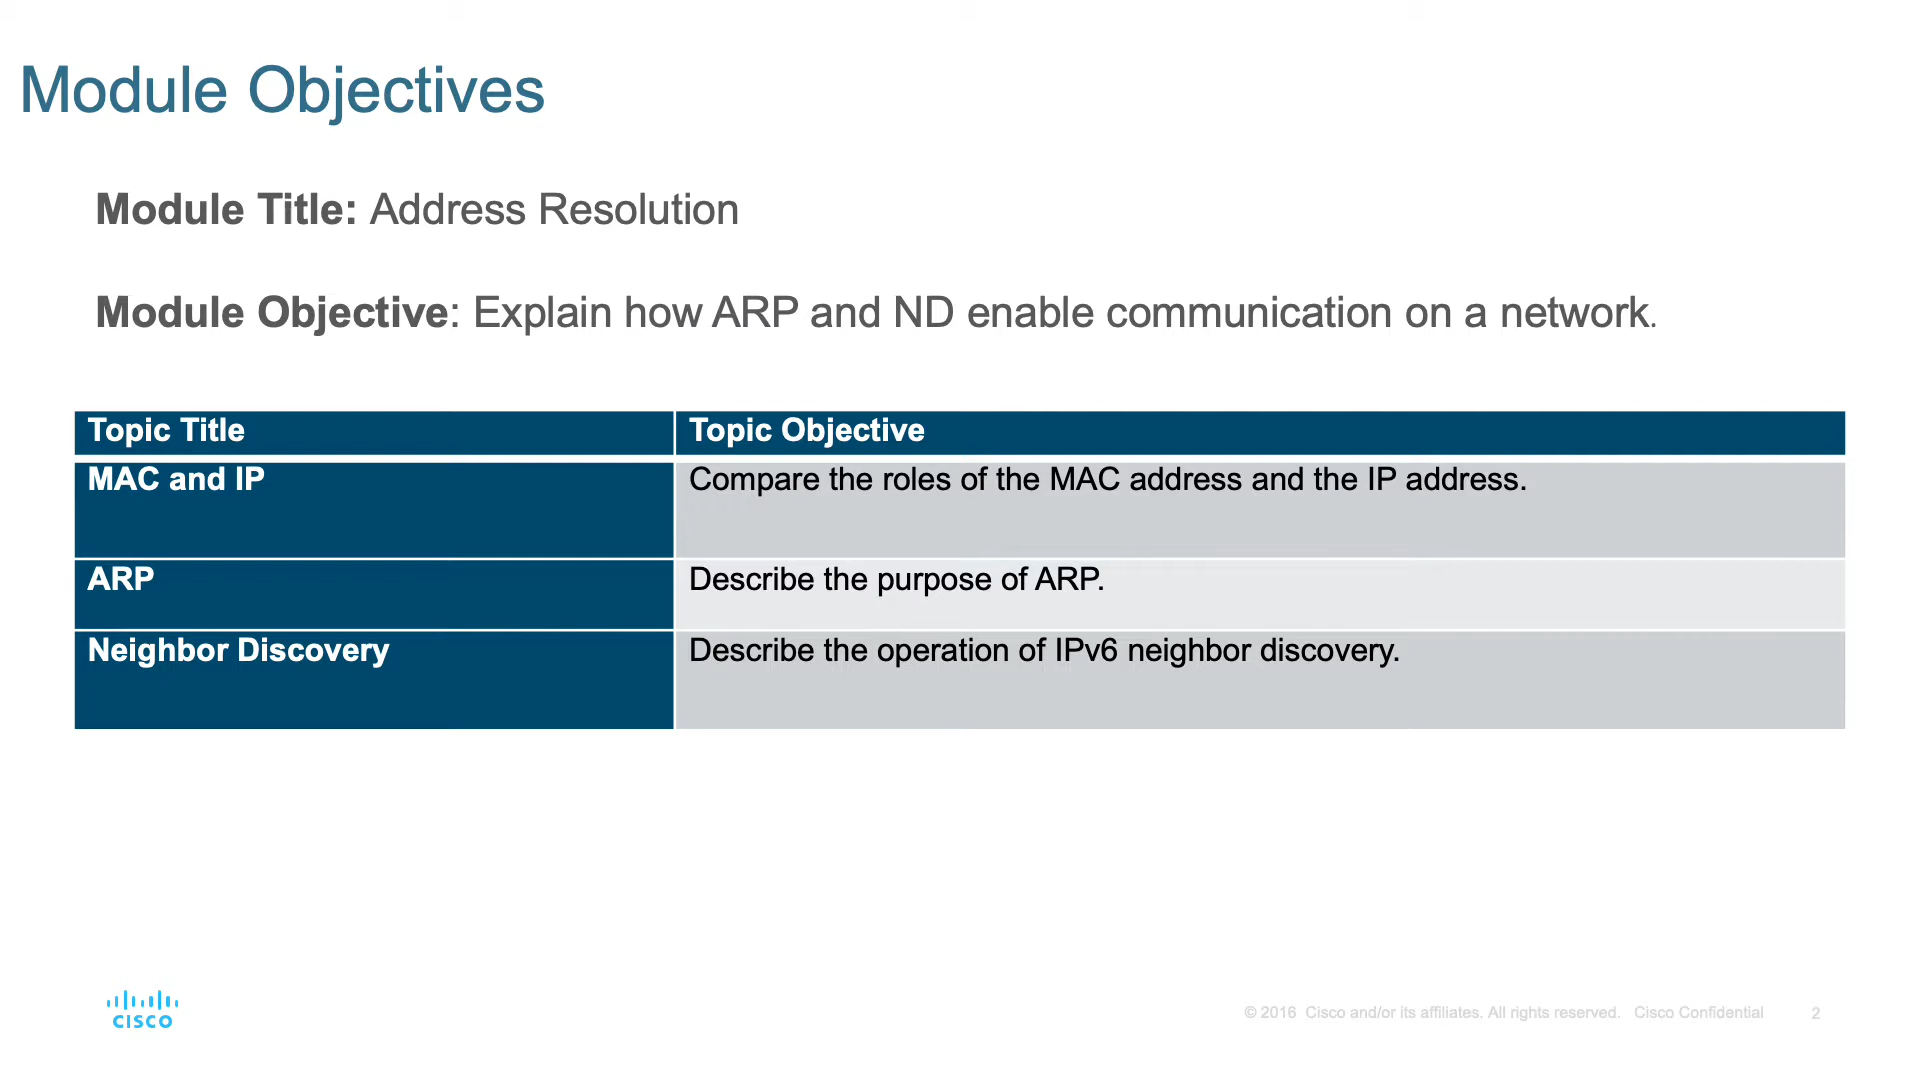 Module Objectives
Module Title: Address Resolution
Module Objective: Explain how ARP and ND enable communication on a network.
Topic Title Topic Objective
MAC and IP Compare the roles of the MAC address and the IP address.
ARP Describe the purpose of ARP.
Neighbor Discovery Describe the operation of IPv6 neighbor discovery.
CISCO
© 2016 Cisco and/or its affiliates. All rights reserved. Cisco Confidential 2